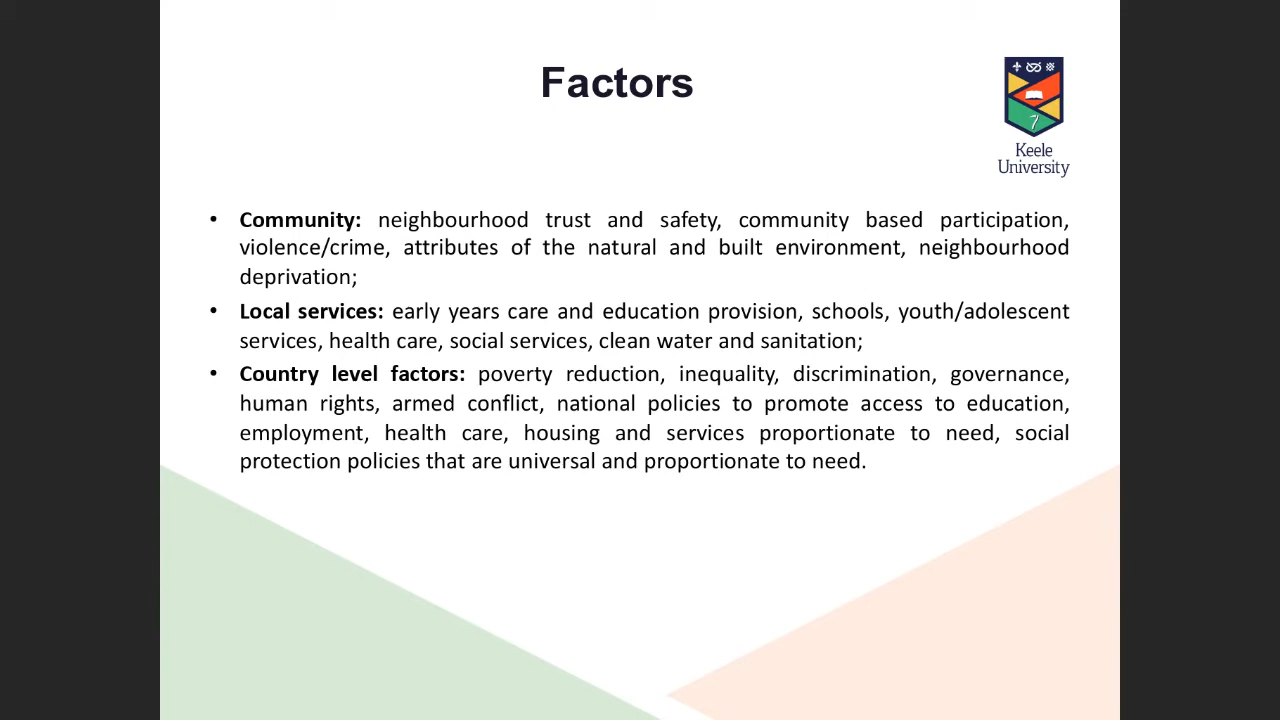 Factors
Keele
University
• Community: neighbourhood trust and safety, community based participation,
violence/crime, attributes of the natural and built environment, neighbourhood
deprivation;
• Local services: early years care and education provision, schools, youth/adolescent
services, health care, social services, clean water and sanitation;
• Country level factors: poverty reduction, inequality, discrimination, governance,
human rights, armed conflict, national policies to promote access to education,
employment, health care, housing and services proportionate to need, social
protection policies that are universal and proportionate to need.